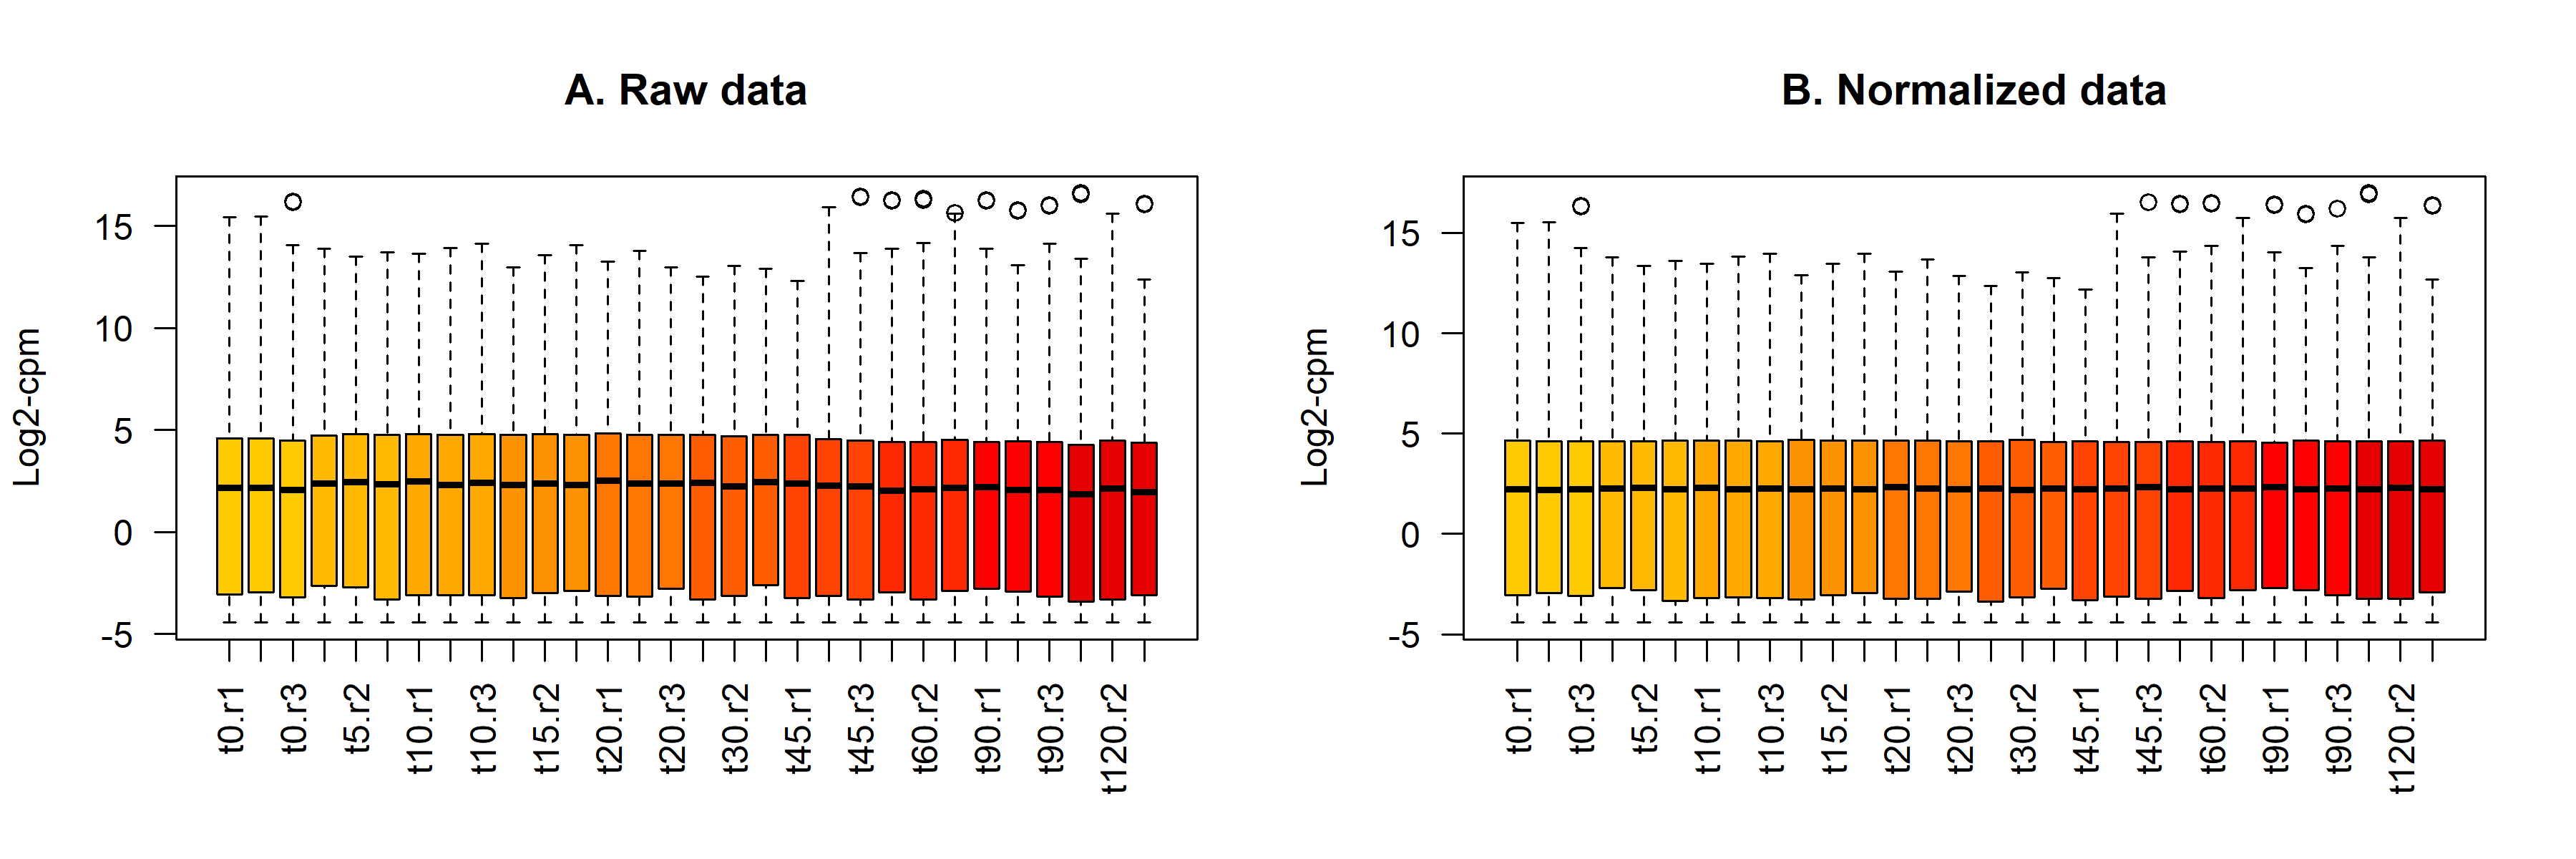 A. Raw data
Log2-cpm
15
10
5
0
-5
t0.r1
t0.r3
t5.r2
t10.r1
t10.r3
t15.r2
t20.r1
t20.r3
t30.r2
t45.r1
t45.r3
t60.r2
t90.r1
t90.r3
t120.r2
B. Normalized data
Log2-cpm
15
10
5
0
-5
t0.r1
t0.r3
t5.r2
t10.r1
t10.r3
t15.r2
t20.r1
t20.r3
t30.r2
t45.r1
t45.r3
t60.r2
t90.r1
t90.r3
t120.r2